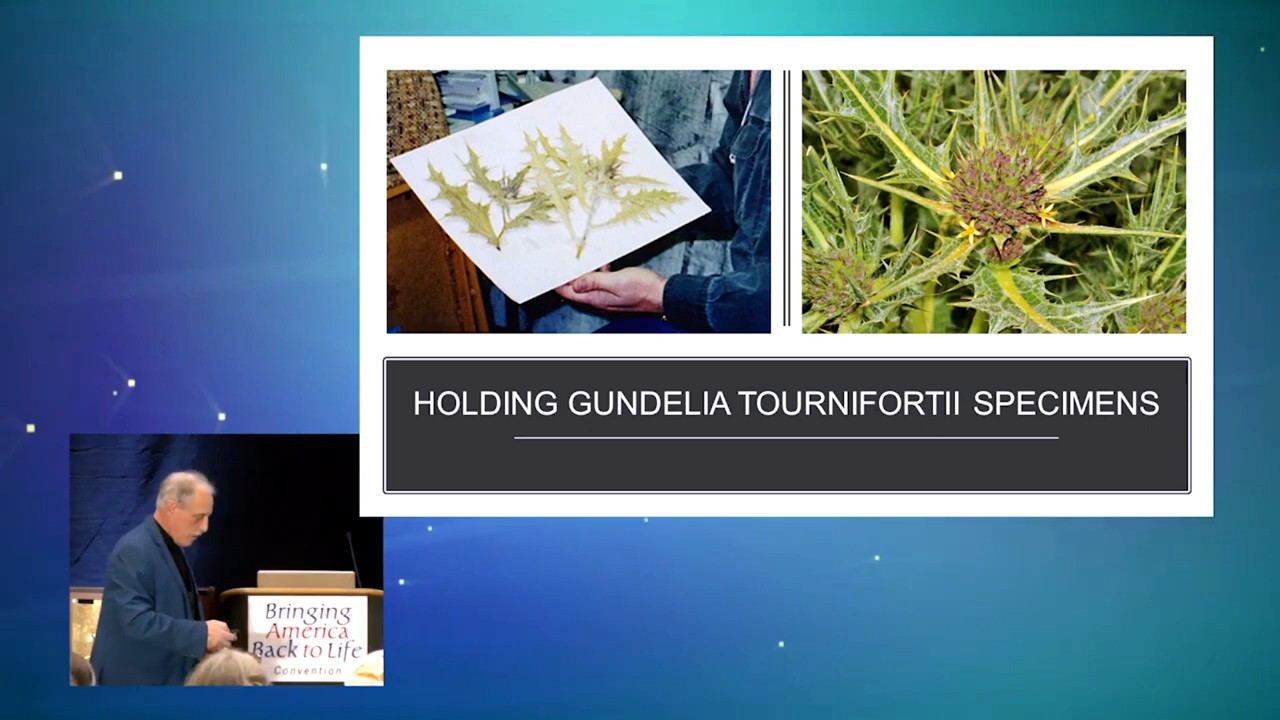 HOLDING GUNDELIA TOURNIFORTII SPECIMENS
Bringing
America
Back to Life
Convention